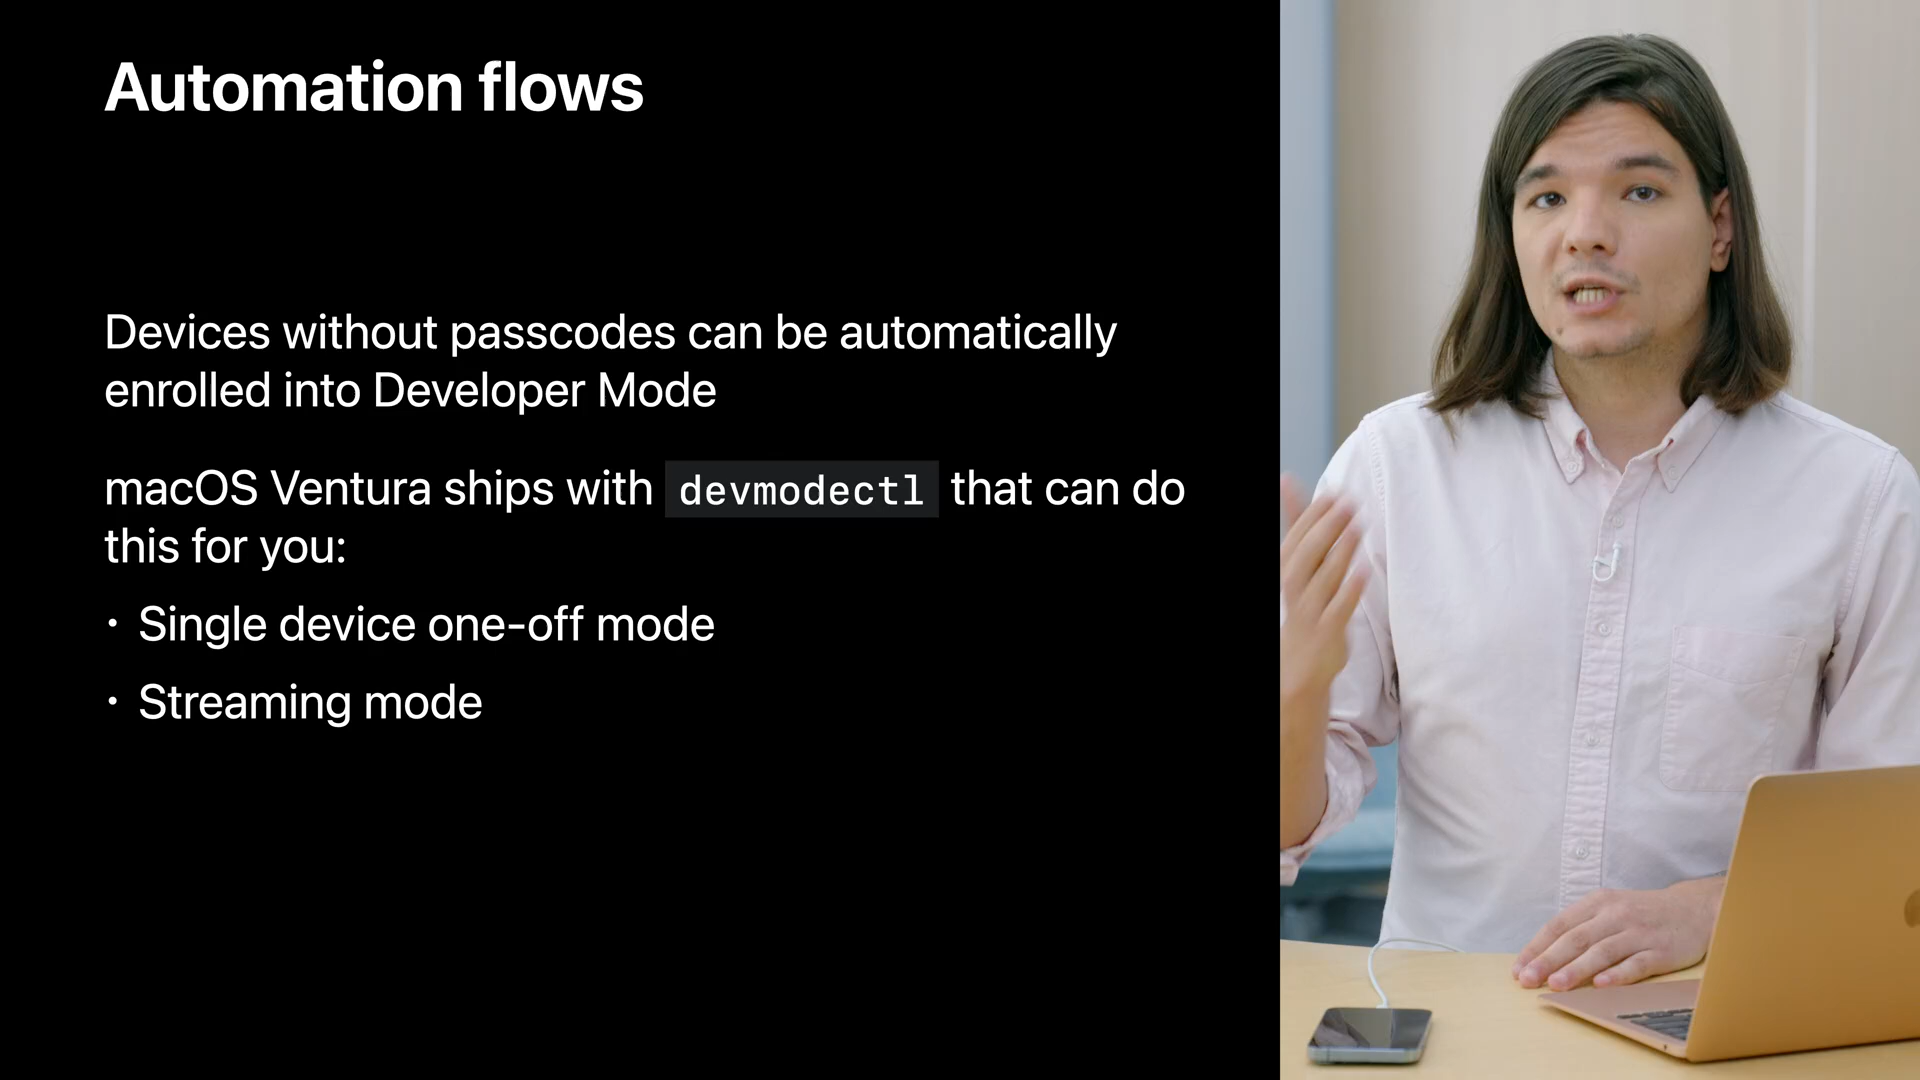 Automation flows
Devices without passcodes can be automatically
enrolled into Developer Mode
macOS Ventura ships with devmodectl that can do
this for you:
• Single device one-off mode
• Streaming mode